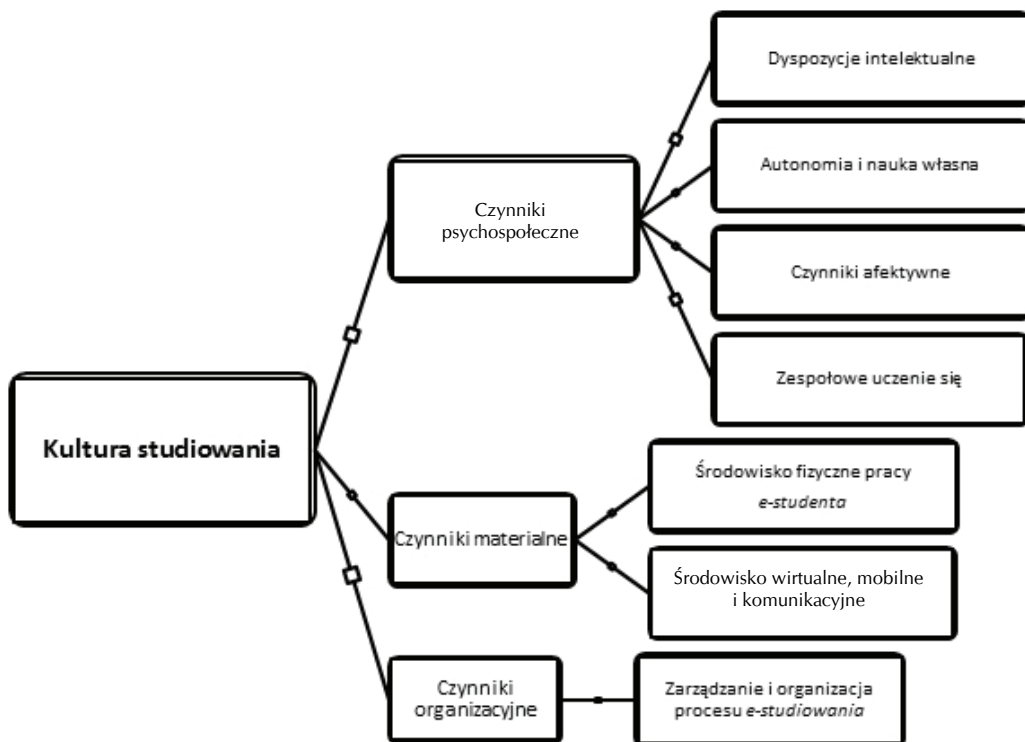 Kultura studiowania
Czynniki
psychospołeczne
Dyspozycje intelektualne
Autonomia i nauka własna
Czynniki afektywne
Zespołowe uczenie się
Czynniki materialne
Środowisko fizyczne pracy
e-studenta
Środowisko wirtualne, mobilne
i komunikacyjne
Czynniki
organizacyjne
Zarządzanie i organizacja
procesu e-studiowania